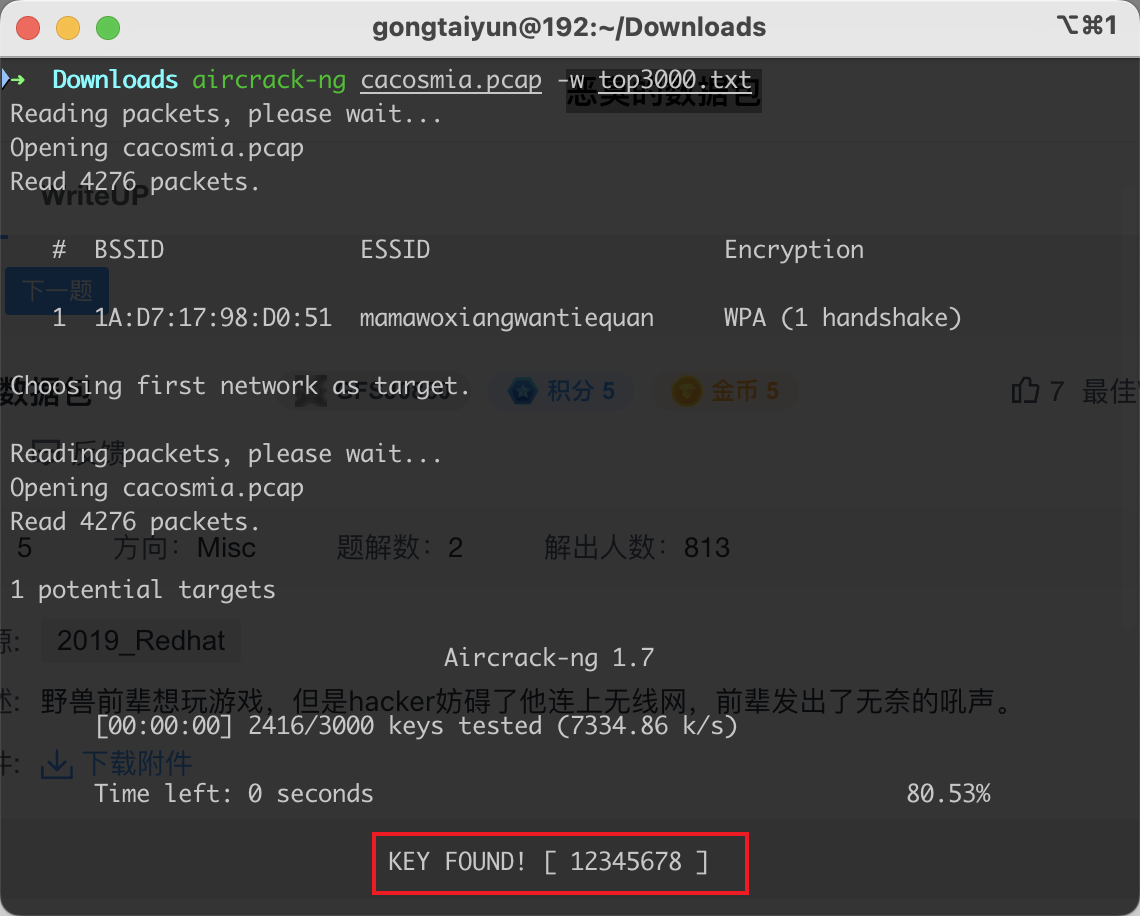 gongtaiyun@192:~/Downloads ⌥⌘1
➜ Downloads aircrack-ng cacosmia.pcap -w top3000.txt
恶臭的数据包
Reading packets, please wait...
Opening cacosmia.pcap
Read 4276 packets.
WriteUP
# BSSID ESSID Encryption
下一题
1 1A:D7:17:98:D0:51 mamawoxiangwantiequan WPA (1 handshake)
Choosing first network as target.
数据包 积分 5 金币 5 7 最佳
Reading packets, please wait...
反馈
Opening cacosmia.pcap
Read 4276 packets.
5 方向: Misc 题解数: 2 解出人数: 813
1 potential targets
源: 2019_Redhat
Aircrack-ng 1.7
述: 野兽前辈想玩游戏，但是hacker妨碍了他连上无线网，前辈发出了无奈的吼声。
[00:00:00] 2416/3000 keys tested (7334.86 k/s)
件: 下载附件
Time left: 0 seconds 80.53%
KEY FOUND! [ 12345678 ]